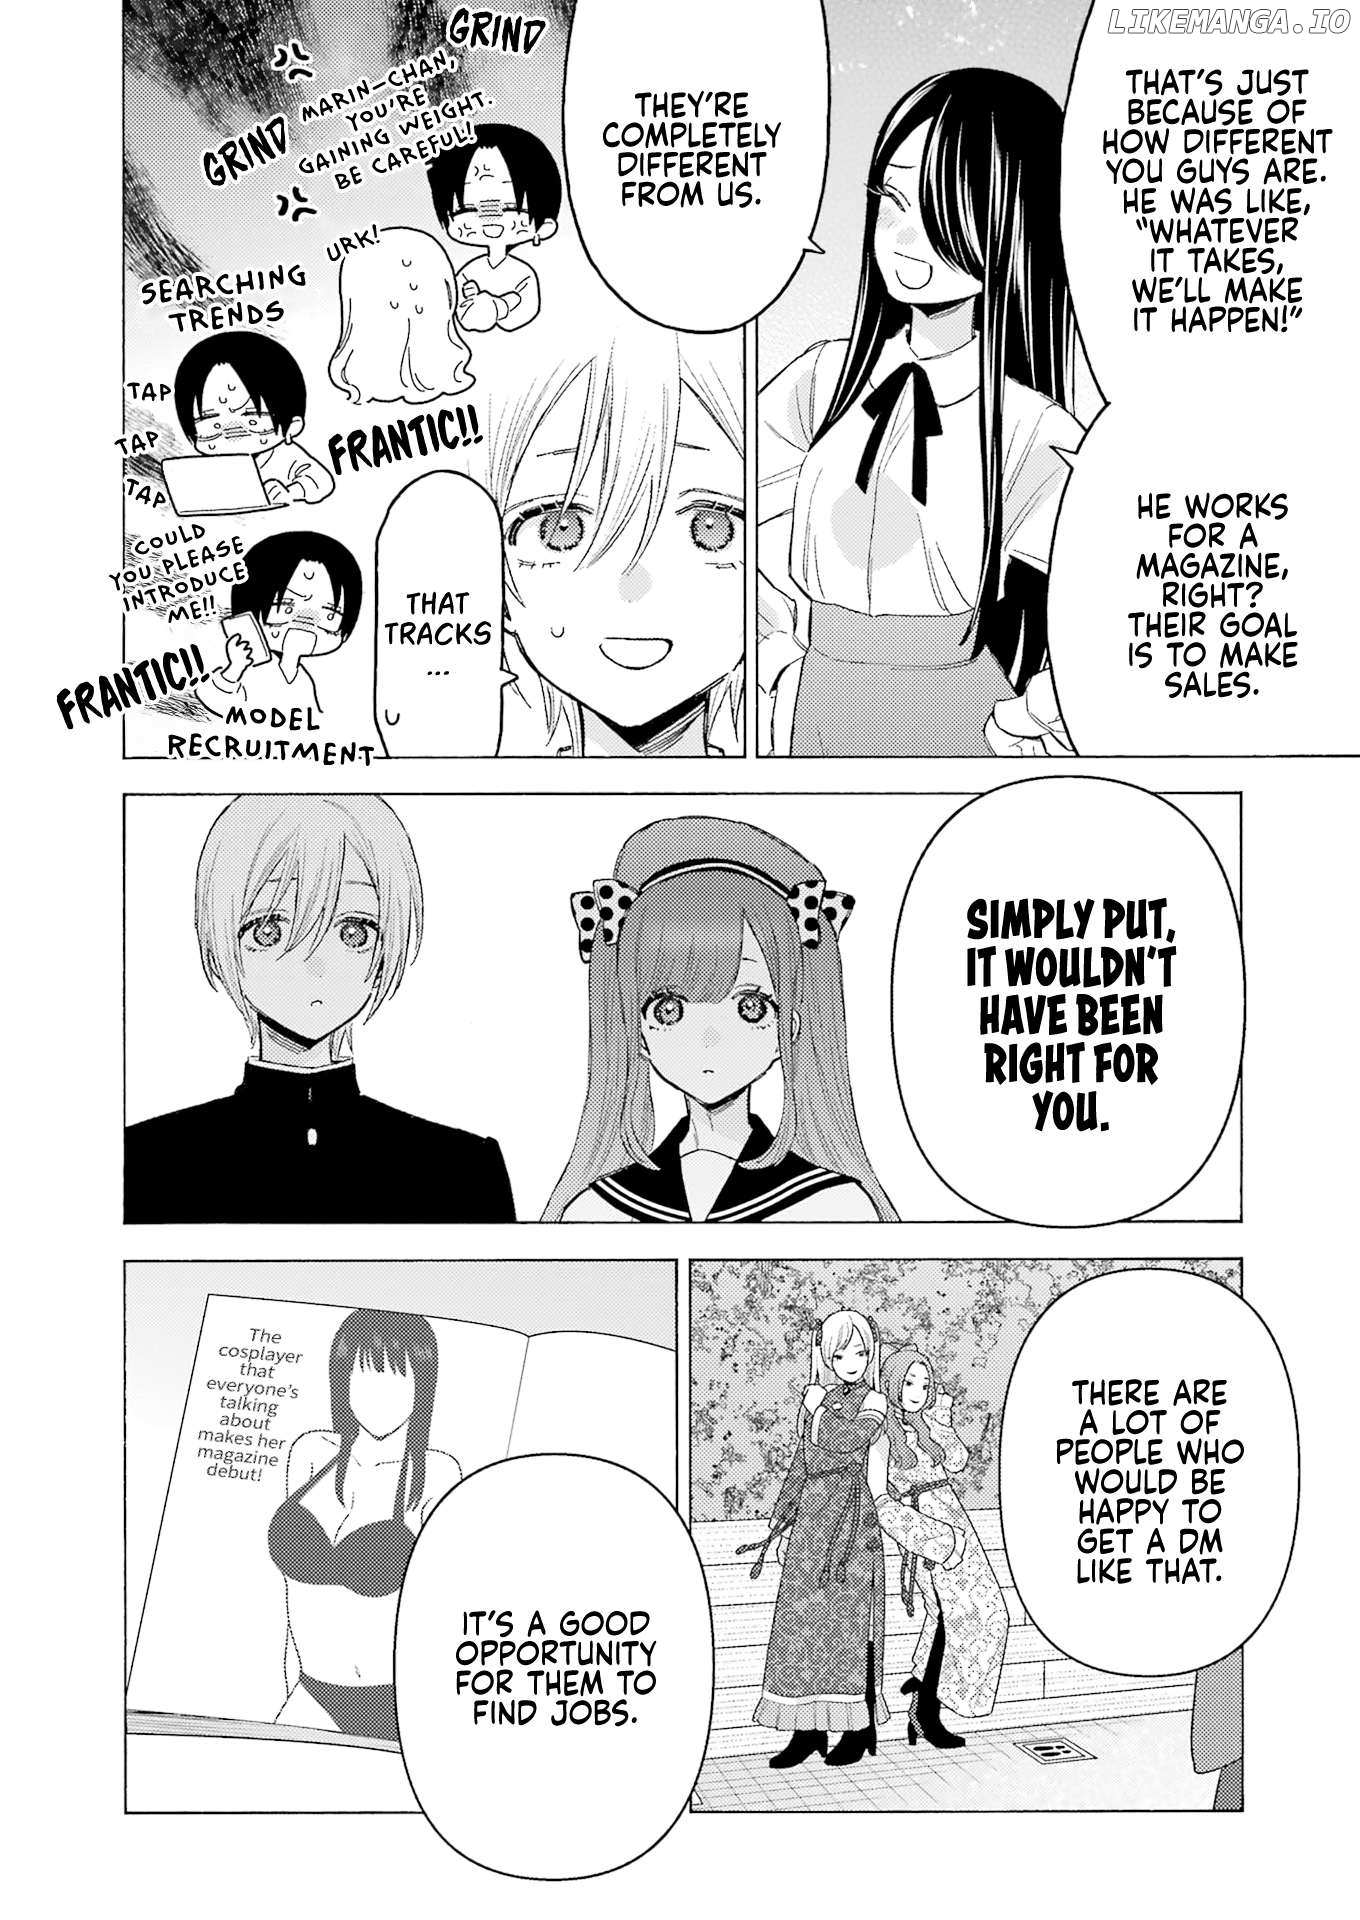 LIKEMANGA.IO
THAT'S JUST
BECAUSE OF
HOW DIFFERENT
YOU GUYS ARE.
HE WAS LIKE,
"WHATEVER
IT TAKES,
WE'LL MAKE
IT HAPPEN!"
HE WORKS
FOR A
MAGAZINE,
RIGHT?
THEIR GOAL
IS TO MAKE
SALES.
THEY'RE
COMPLETELY
DIFFERENT
FROM US.
GRIND
MARIN-CHAN,
YOU'RE
GAINING WEIGHT.
BE CAREFUL!
GRIND
URK!
SEARCHING
TRENDS
TAP
TAP
TAP
FRANTIC!!
COULD
YOU PLEASE
INTRODUCE
ME!!
FRANTIC!!
MODEL
RECRUITMENT
THAT
TRACKS
...
SIMPLY PUT,
IT WOULDN'T
HAVE BEEN
RIGHT FOR
YOU.
THERE ARE
A LOT OF
PEOPLE WHO
WOULD BE
HAPPY TO
GET A DM
LIKE THAT.
The
cosplayer
that
everyone's
talking
about
makes her
magazine
debut!
IT'S A GOOD
OPPORTUNITY
FOR THEM TO
FIND JOBS.